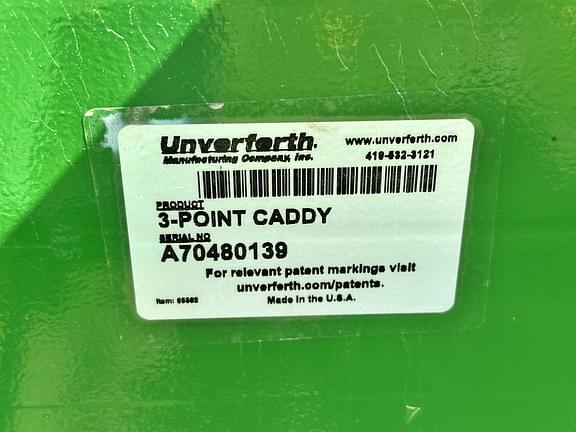 Unverferth.
Manufacturing Company, Inc.
www.unverferth.com
419-532-3121
PRODUCT
3-POINT CADDY
SERIAL NO
A70480139
For relevant patent markings visit
unverferth.com/patents.
Made in the U.S.A.
Item: